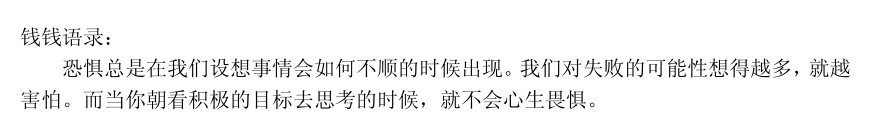 钱钱语录：
恐惧总是在我们设想事情会如何不顺的时候出现。我们对失败的可能性想得越多，就越
害怕。而当你朝看积极的目标去思考的时候，就不会心生畏惧。